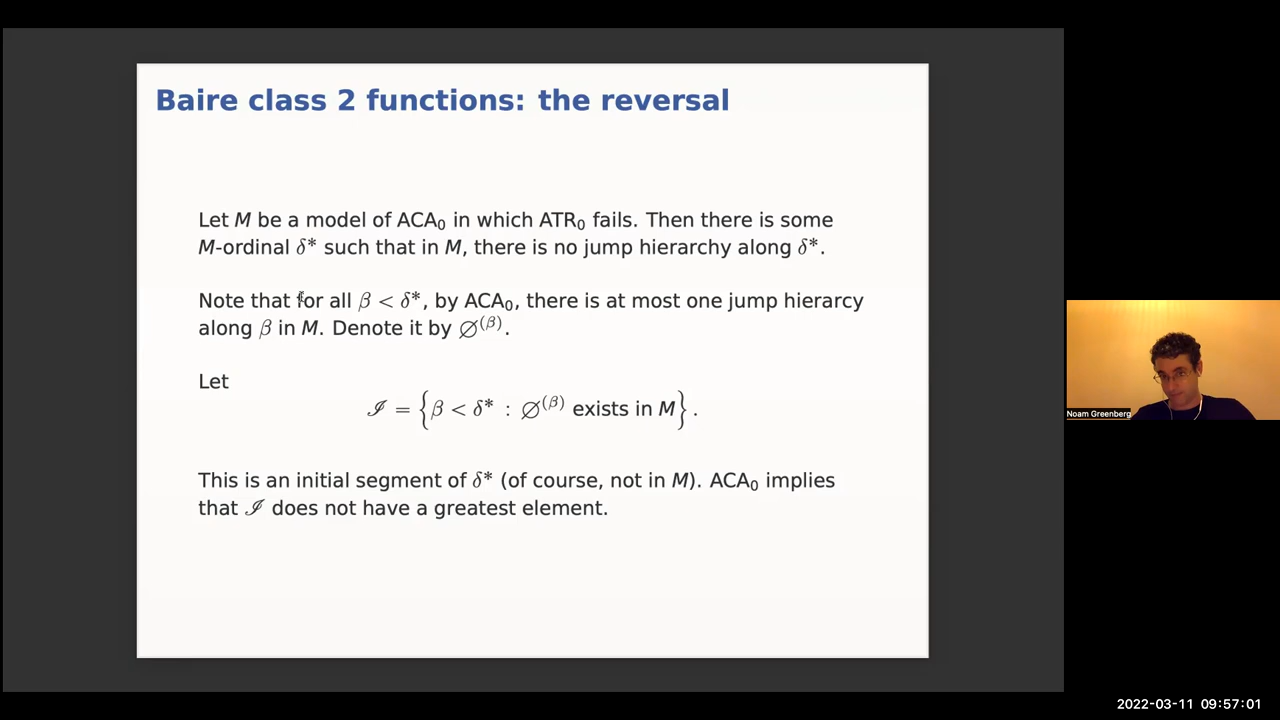 Baire class 2 functions: the reversal
Let M be a model of ACA₀ in which ATR₀ fails. Then there is some
M-ordinal δ* such that in M, there is no jump hierarchy along δ*.
Note that for all β < δ*, by ACA₀, there is at most one jump hierarcy
along β in M. Denote it by ∅⁽ᵝ⁾.
Let
ℐ = {β < δ* : ∅⁽ᵝ⁾ exists in M}.
This is an initial segment of δ* (of course, not in M). ACA₀ implies
that ℐ does not have a greatest element.
Noam Greenberg
2022-03-11 09:57:01